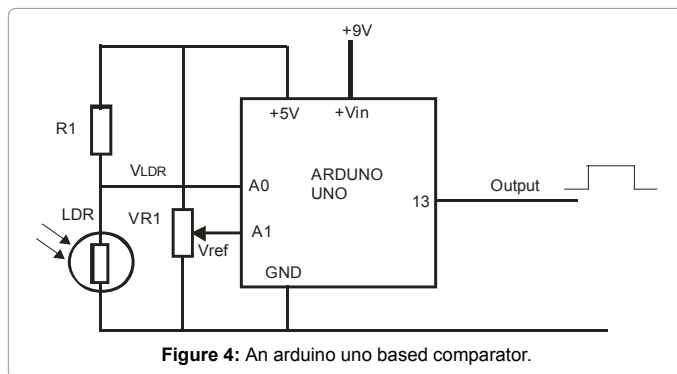 +9V
+5V
+Vin
R1
VLDR
A0
ARDUNO
UNO
13
Output
LDR
VR1
A1
Vref
GND
Figure 4: An arduino uno based comparator.